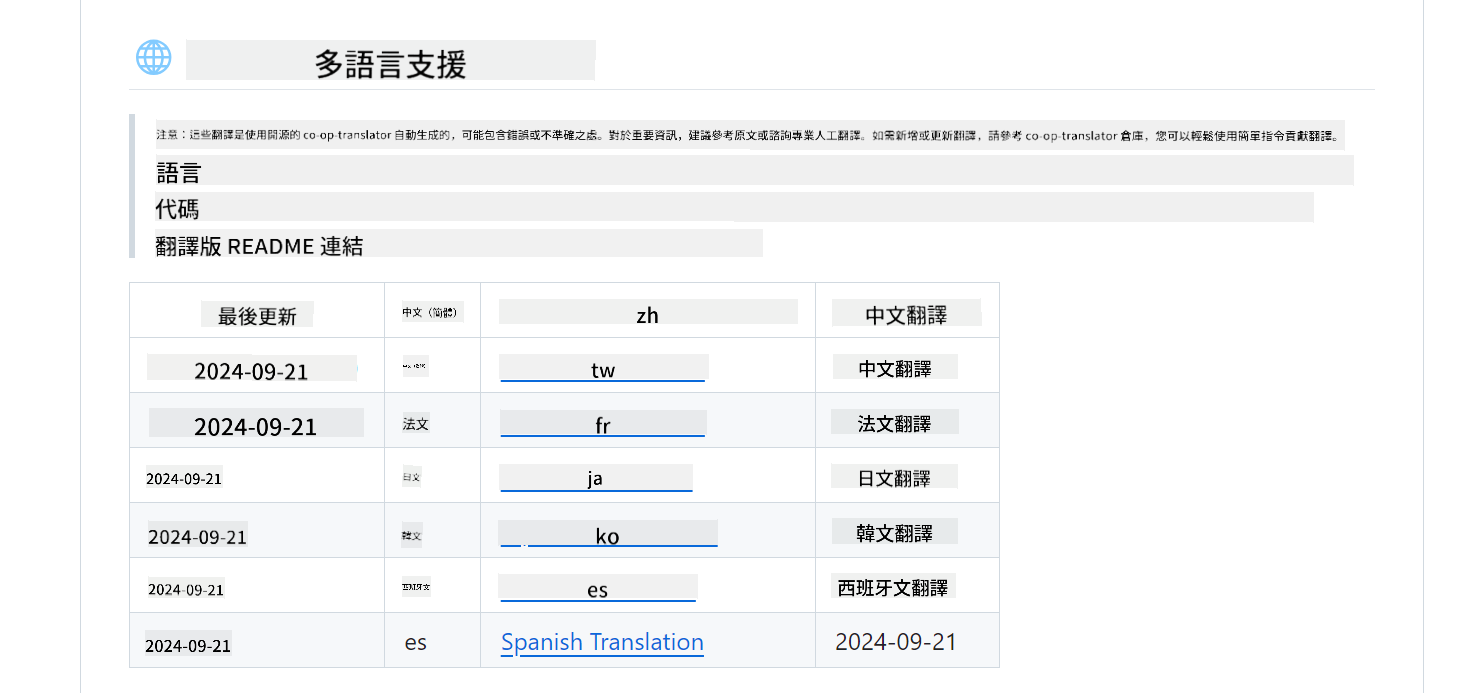 多語言支援
注意：這些翻譯是使用開源的 co-op-translator 自動生成的，可能包含錯誤或不準確之處。對於重要資訊，建議參考原文或諮詢專業人工翻譯。如需新增或更新翻譯，請參考 co-op-translator 倉庫，您可以輕鬆使用簡單指令貢獻翻譯。
語言
代碼
翻譯版 README 連結
最後更新 中文（簡體） zh 中文翻譯
2024-09-21 tw 中文翻譯
2024-09-21 法文 fr 法文翻譯
2024-09-21 日文 ja 日文翻譯
2024-09-21 韓文 ko 韓文翻譯
2024-09-21 西班牙文 es 西班牙文翻譯
2024-09-21 es Spanish Translation 2024-09-21